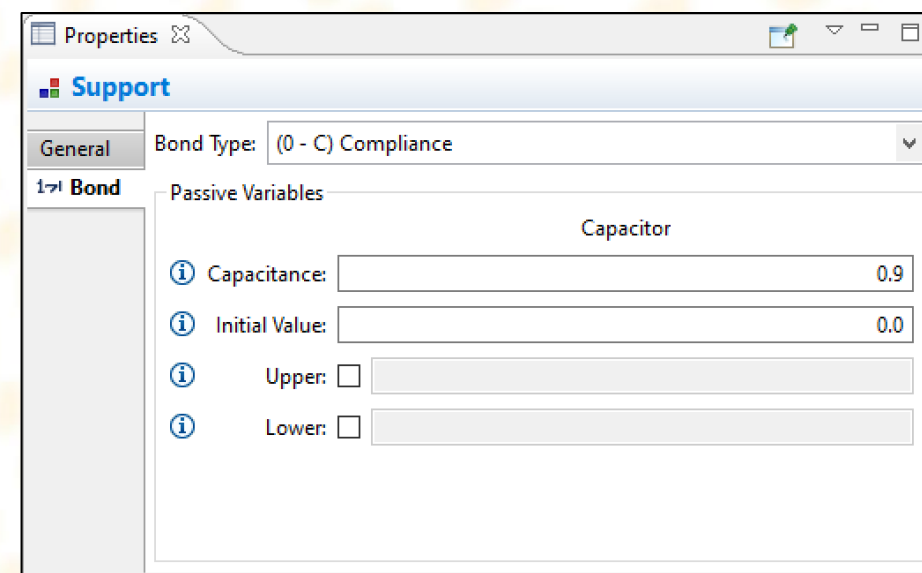 Properties
Support
General
Bond
Bond Type: (0 - C) Compliance
Passive Variables
Capacitor
Capacitance: 0.9
Initial Value: 0.0
Upper:
Lower: